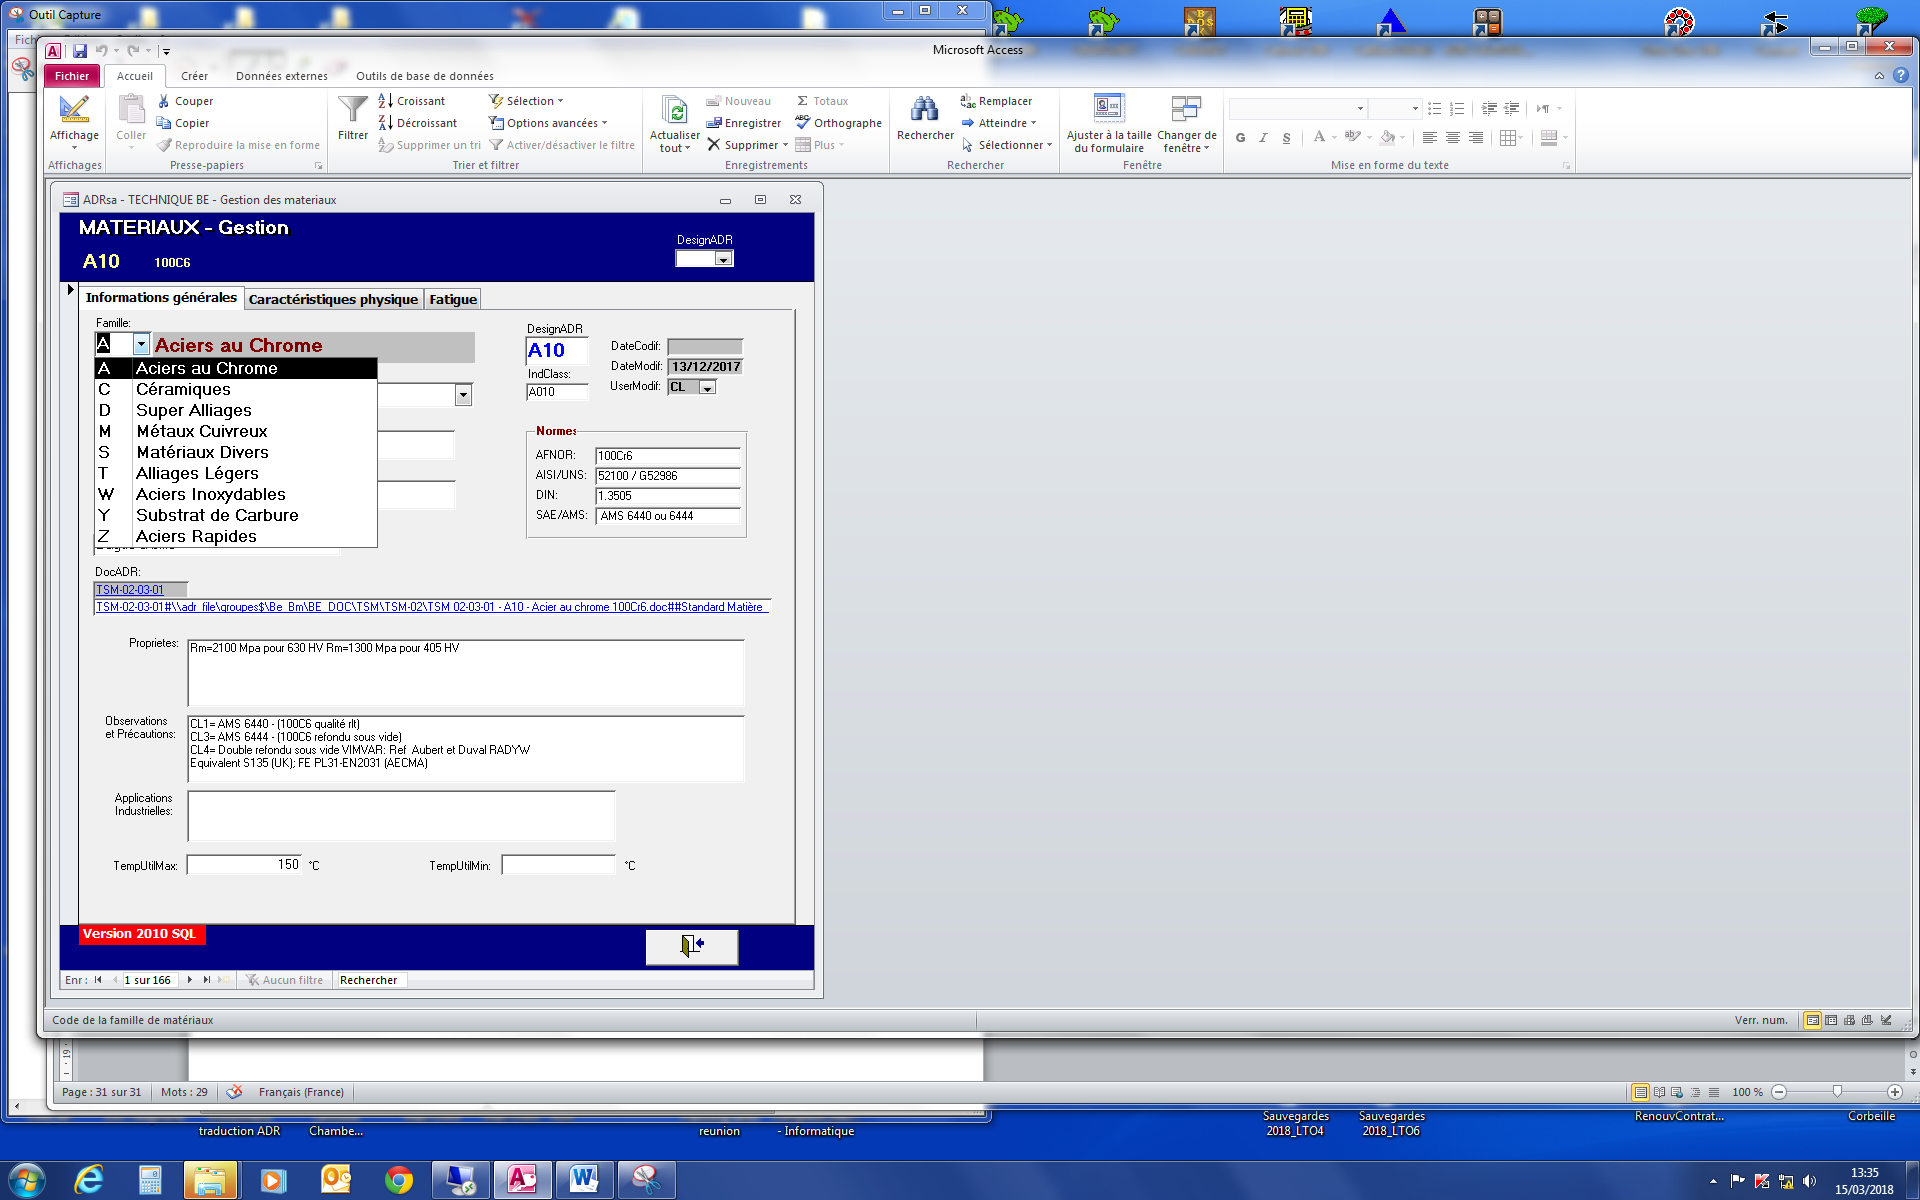 Outil Capture
Microsoft Access
Fichier Accueil Créer Données externes Outils de base de données
Affichage
Affichages
Coller
Couper
Copier
Reproduire la mise en forme
Presse-papiers
Filtrer
Croissant
Décroissant
Supprimer un tri
Sélection
Options avancées
Activer/désactiver le filtre
Trier et filtrer
Actualiser
tout
Nouveau
Enregistrer
Supprimer
Totaux
Orthographe
Plus
Enregistrements
Rechercher
Remplacer
Atteindre
Sélectionner
Rechercher
Ajuster à la taille
du formulaire
Changer de
fenêtre
Fenêtre
G I S
Mise en forme du texte
ADRsa - TECHNIQUE BE - Gestion des materiaux
MATERIAUX - Gestion
DesignADR
A10 100C6
Informations générales Caractéristiques physique Fatigue
Famille:
A Aciers au Chrome
A Aciers au Chrome
C Céramiques
D Super Alliages
M Métaux Cuivreux
S Matériaux Divers
T Alliages Légers
W Aciers Inoxydables
Y Substrat de Carbure
Z Aciers Rapides
DesignADR
A10
IndClass:
A010
DateCodif:
DateModif: 13/12/2017
UserModif: CL
Normes
AFNOR: 100Cr6
AISI/UNS: 52100 / G52986
DIN: 1.3505
SAE/AMS: AMS 6440 ou 6444
DocADR:
TSM-02-03-01
TSM-02-03-01#\\adr_file\groupes$\Be_Bm\BE_DOC\TSM\TSM-02\TSM 02-03-01 - A10 - Acier au chrome 100Cr6.doc##Standard Matière_
Proprietes: Rm=2100 Mpa pour 630 HV Rm=1300 Mpa pour 405 HV
Observations
et Précautions:
CL1= AMS 6440 - (100C6 qualité rlt)
CL3= AMS 6444 - (100C6 refondu sous vide)
CL4= Double refondu sous vide VIMVAR: Ref Aubert et Duval RADYW
Equivalent S135 (UK); FE PL31-EN2031 (AECMA)
Applications
Industrielles:
TempUtilMax: 150 °C TempUtilMin: °C
Version 2010 SQL
Enr : 1 sur 166 Aucun filtre Rechercher
Code de la famille de matériaux Verr. num.
Page : 31 sur 31 Mots : 29 Français (France) 100 %
traduction ADR Chambe... reunion - Informatique
Sauvegardes
2018_LTO4
Sauvegardes
2018_LTO6
RenouvContrat...
Corbeille
13:35
15/03/2018